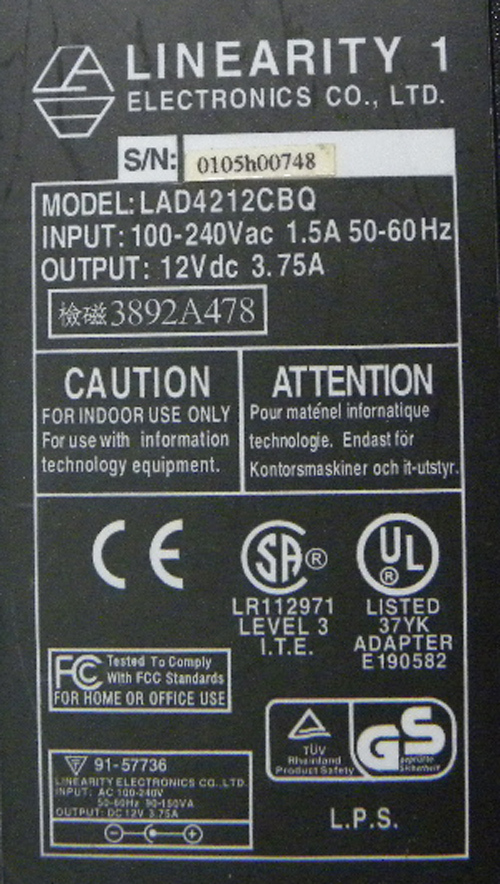 LINEARITY 1
ELECTRONICS CO., LTD.
S/N: 0105h00748
MODEL: LAD4212CBQ
INPUT: 100-240Vac 1.5A 50-60Hz
OUTPUT: 12Vdc 3.75A
檢磁3892A478
CAUTION
FOR INDOOR USE ONLY
For use with information
technology equipment.
ATTENTION
Pour maténel informatique
technologie. Endast för
Kontorsmaskiner och it-utstyr.
CE
SA ®
LR112971
LEVEL 3
I.T.E.
UL ®
LISTED
37YK
ADAPTER
E190582
FC Tested To Comply
With FCC Standards
FOR HOME OR OFFICE USE
TÜV
Rheinland
Product Safety
GS
geprüfte
Sicherheit
91-57736
LINEARITY ELECTRONICS CO., LTD.
INPUT: AC 100-240V
50-60Hz 90-150VA
OUTPUT: DC 12V 3.75A
L.P.S.